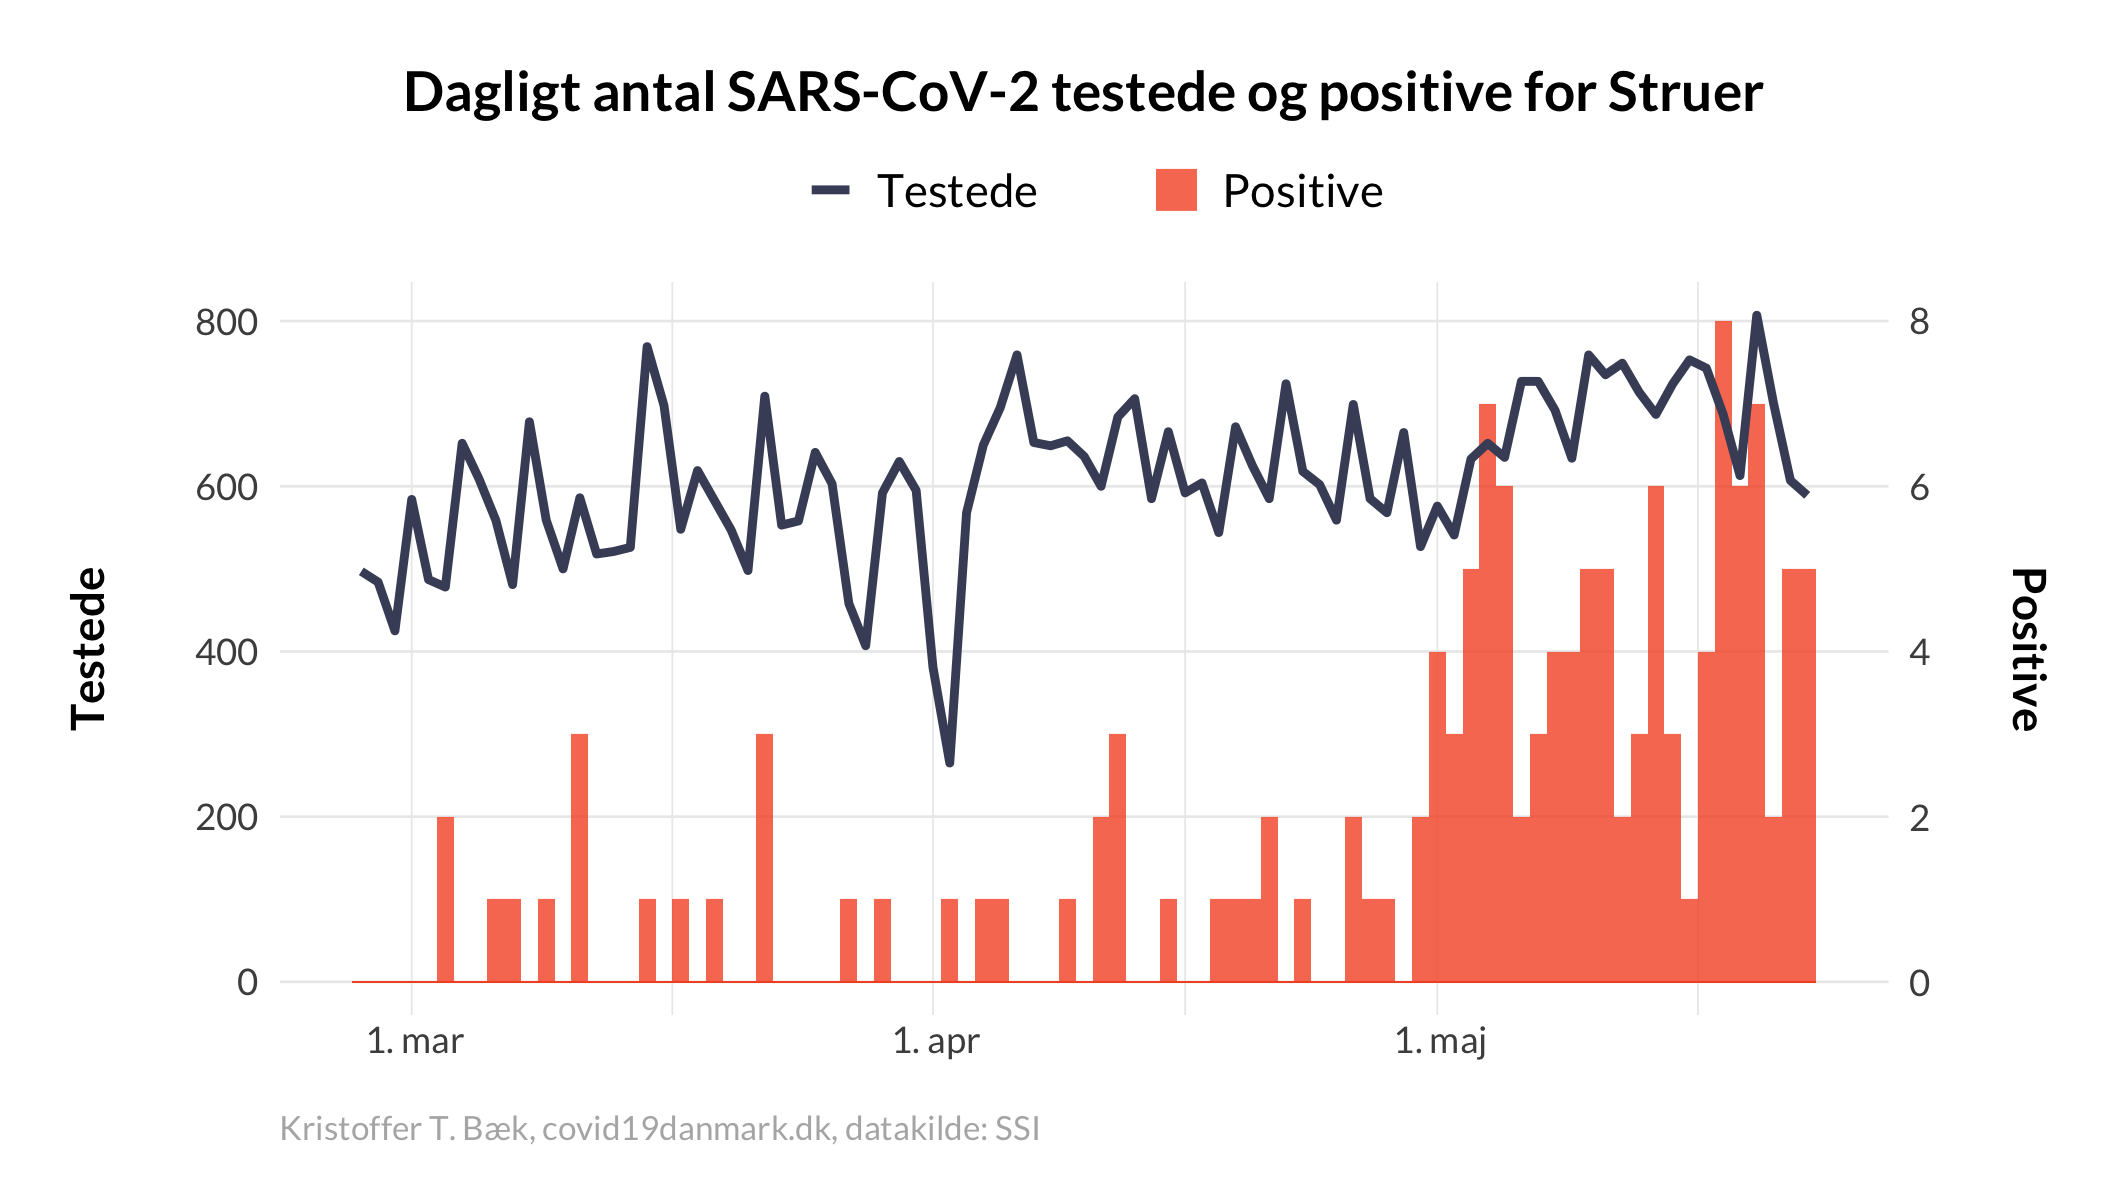 Dagligt antal SARS-CoV-2 testede og positive for Struer
Testede
Positive
800
600
400
200
0
8
6
4
2
0
Testede
Positive
1. mar
1. apr
1. maj
Kristoffer T. Bæk, covid19danmark.dk, datakilde: SSI